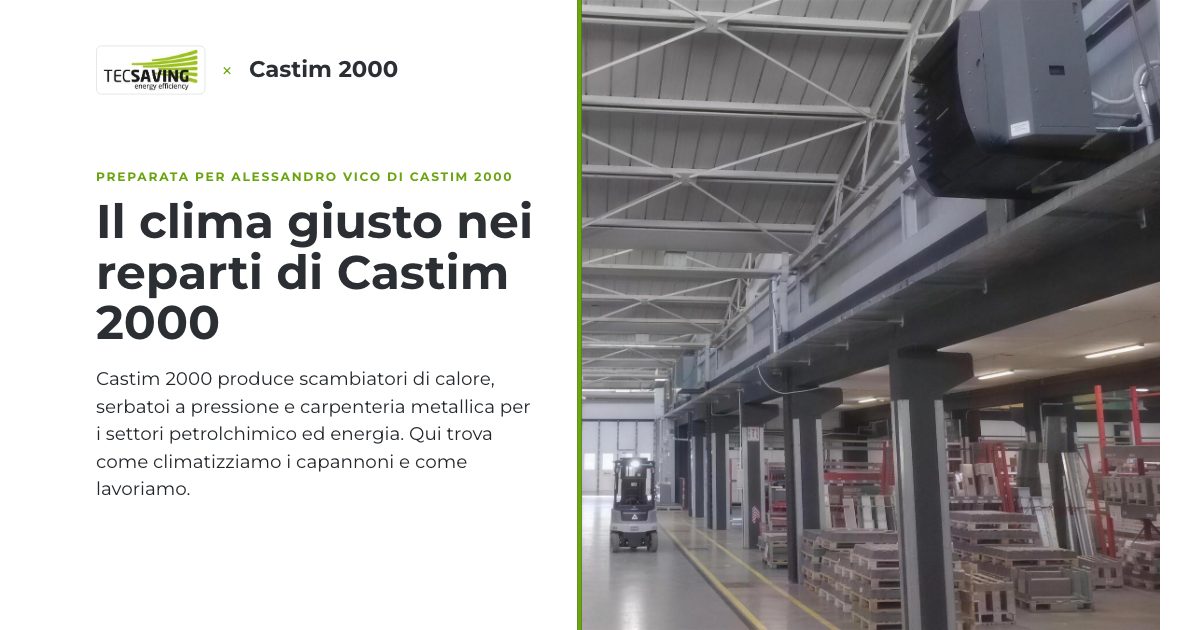 TECSAVING
energy efficiency
× Castim 2000
PREPARATA PER ALESSANDRO VICO DI CASTIM 2000
Il clima giusto nei
reparti di Castim
2000
Castim 2000 produce scambiatori di calore,
serbatoi a pressione e carpenteria metallica per
i settori petrolchimico ed energia. Qui trova
come climatizziamo i capannoni e come
lavoriamo.